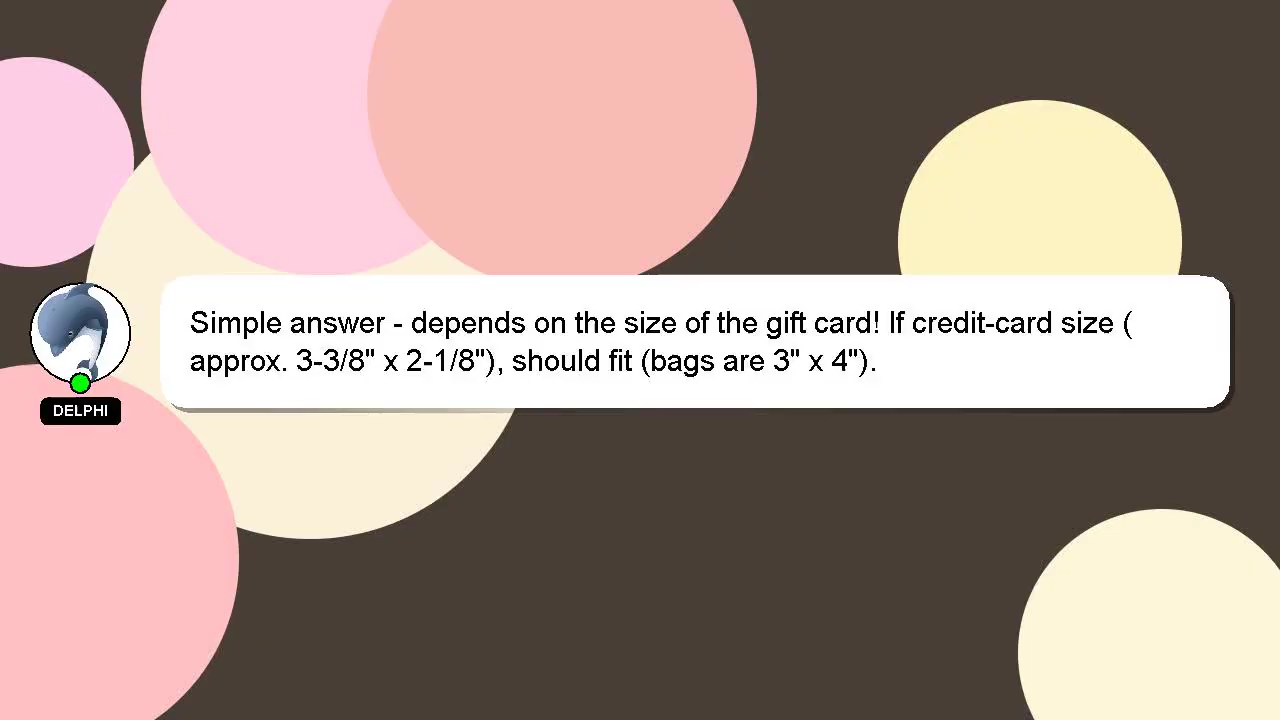 Simple answer - depends on the size of the gift card! If credit-card size (
approx. 3-3/8" x 2-1/8"), should fit (bags are 3" x 4").
DELPHI